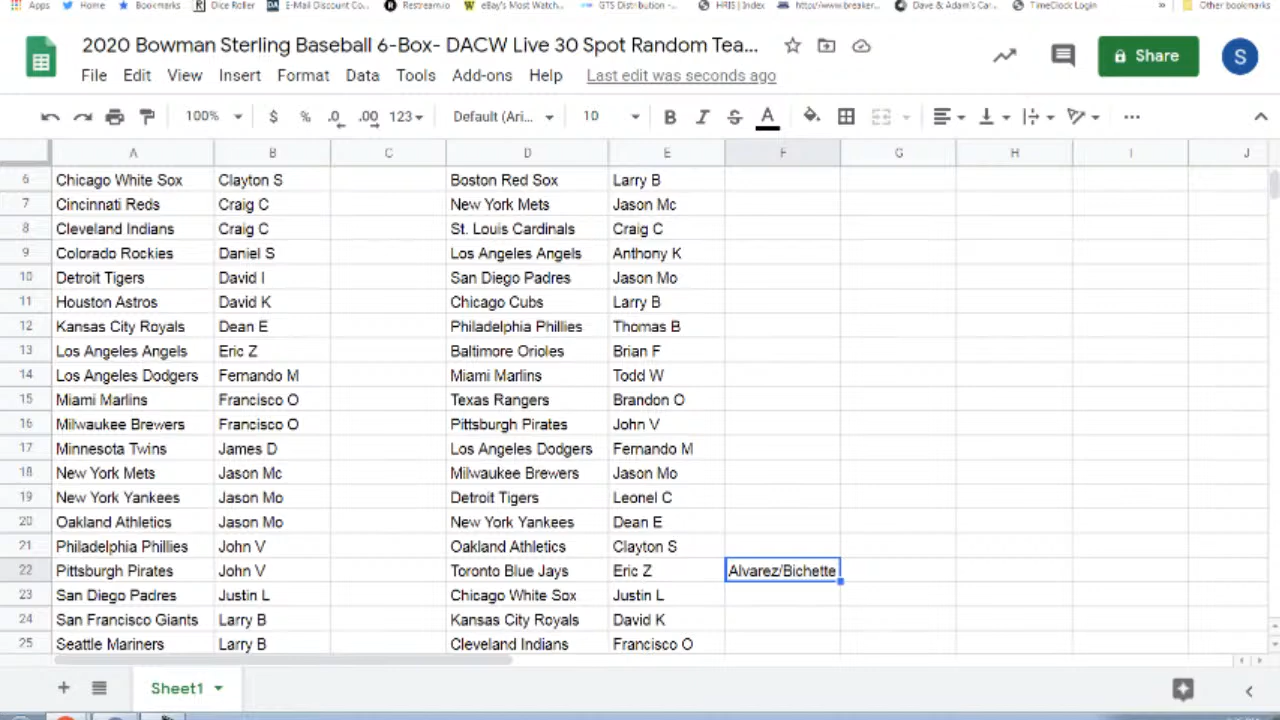 Apps Bookmarks Dice Roller E-Mail Discount Co... Restream.io eBay's Most Watch... GTS Distribution -... HRIS | Index http://www.breaker... Dave & Adam's Car... TimeClock Login » Other bookmarks
2020 Bowman Sterling Baseball 6-Box- DACW Live 30 Spot Random Tea...
Share
S
File Edit View Insert Format Data Tools Add-ons Help Last edit was seconds ago
100% $ % .0 .00 123 Default (Ari... 10 B I S A
A B C D E F G H I J
6 Chicago White Sox Clayton S Boston Red Sox Larry B
7 Cincinnati Reds Craig C New York Mets Jason Mc
8 Cleveland Indians Craig C St. Louis Cardinals Craig C
9 Colorado Rockies Daniel S Los Angeles Angels Anthony K
10 Detroit Tigers David I San Diego Padres Jason Mo
11 Houston Astros David K Chicago Cubs Larry B
12 Kansas City Royals Dean E Philadelphia Phillies Thomas B
13 Los Angeles Angels Eric Z Baltimore Orioles Brian F
14 Los Angeles Dodgers Fernando M Miami Marlins Todd W
15 Miami Marlins Francisco O Texas Rangers Brandon O
16 Milwaukee Brewers Francisco O Pittsburgh Pirates John V
17 Minnesota Twins James D Los Angeles Dodgers Fernando M
18 New York Mets Jason Mc Milwaukee Brewers Jason Mo
19 New York Yankees Jason Mo Detroit Tigers Leonel C
20 Oakland Athletics Jason Mo New York Yankees Dean E
21 Philadelphia Phillies John V Oakland Athletics Clayton S
22 Pittsburgh Pirates John V Toronto Blue Jays Eric Z Alvarez/Bichette
23 San Diego Padres Justin L Chicago White Sox Justin L
24 San Francisco Giants Larry B Kansas City Royals David K
25 Seattle Mariners Larry B Cleveland Indians Francisco O
Sheet1